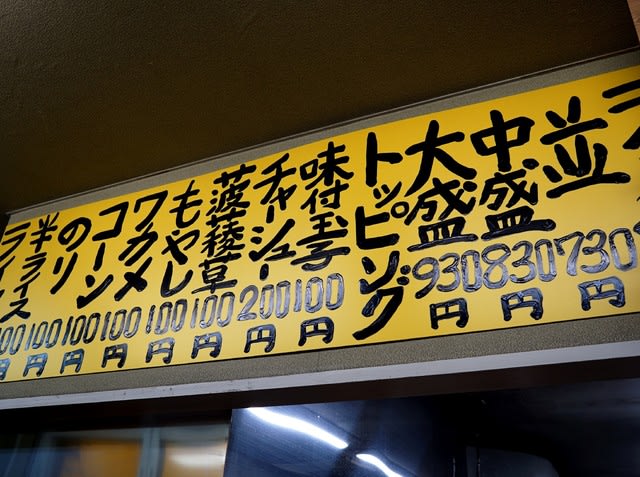 並 730円
中盛 830円
大盛 930円
トッピング
味付玉子 100円
チャーシュー 200円
菠薐草 100円
もやし 100円
ワカメ 100円
コーン 100円
のり 100円
半ライス 100円
ライス